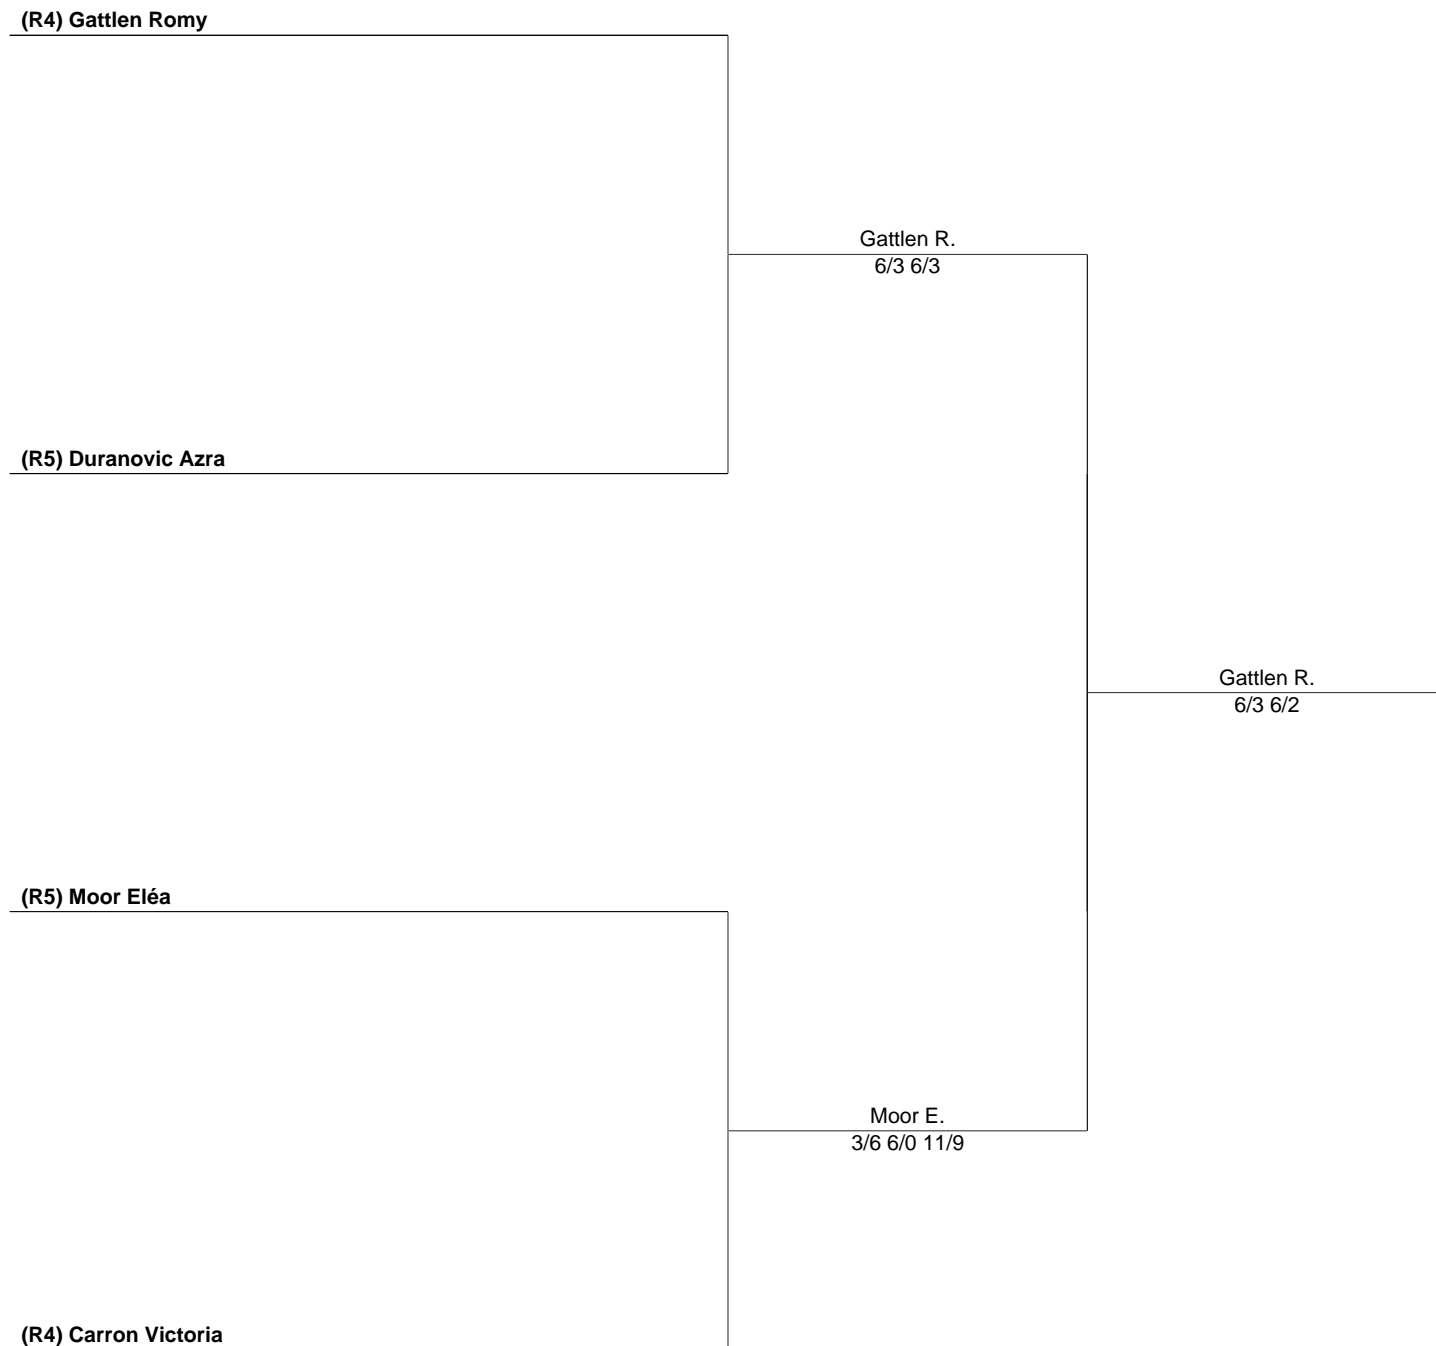 (R4) Gattlen Romy
Gattlen R.
6/3 6/3
(R5) Duranovic Azra
Gattlen R.
6/3 6/2
(R5) Moor Eléa
Moor E.
3/6 6/0 11/9
(R4) Carron Victoria